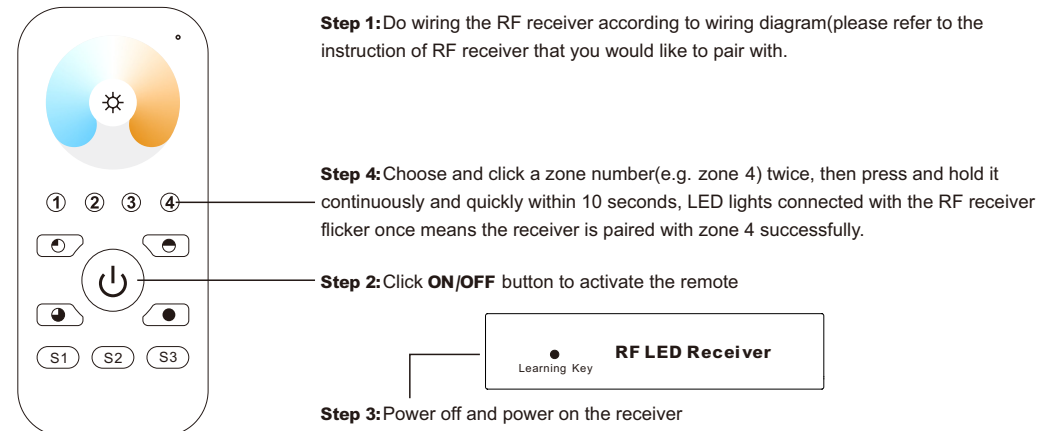 Step 1:Do wiring the RF receiver according to wiring diagram(please refer to the
instruction of RF receiver that you would like to pair with.
Step 4:Choose and click a zone number(e.g. zone 4) twice, then press and hold it
continuously and quickly within 10 seconds, LED lights connected with the RF receiver
flicker once means the receiver is paired with zone 4 successfully.
1 2 3 4
Step 2:Click ON/OFF button to activate the remote
S1 S2 S3
RF LED Receiver
Learning Key
Step 3:Power off and power on the receiver